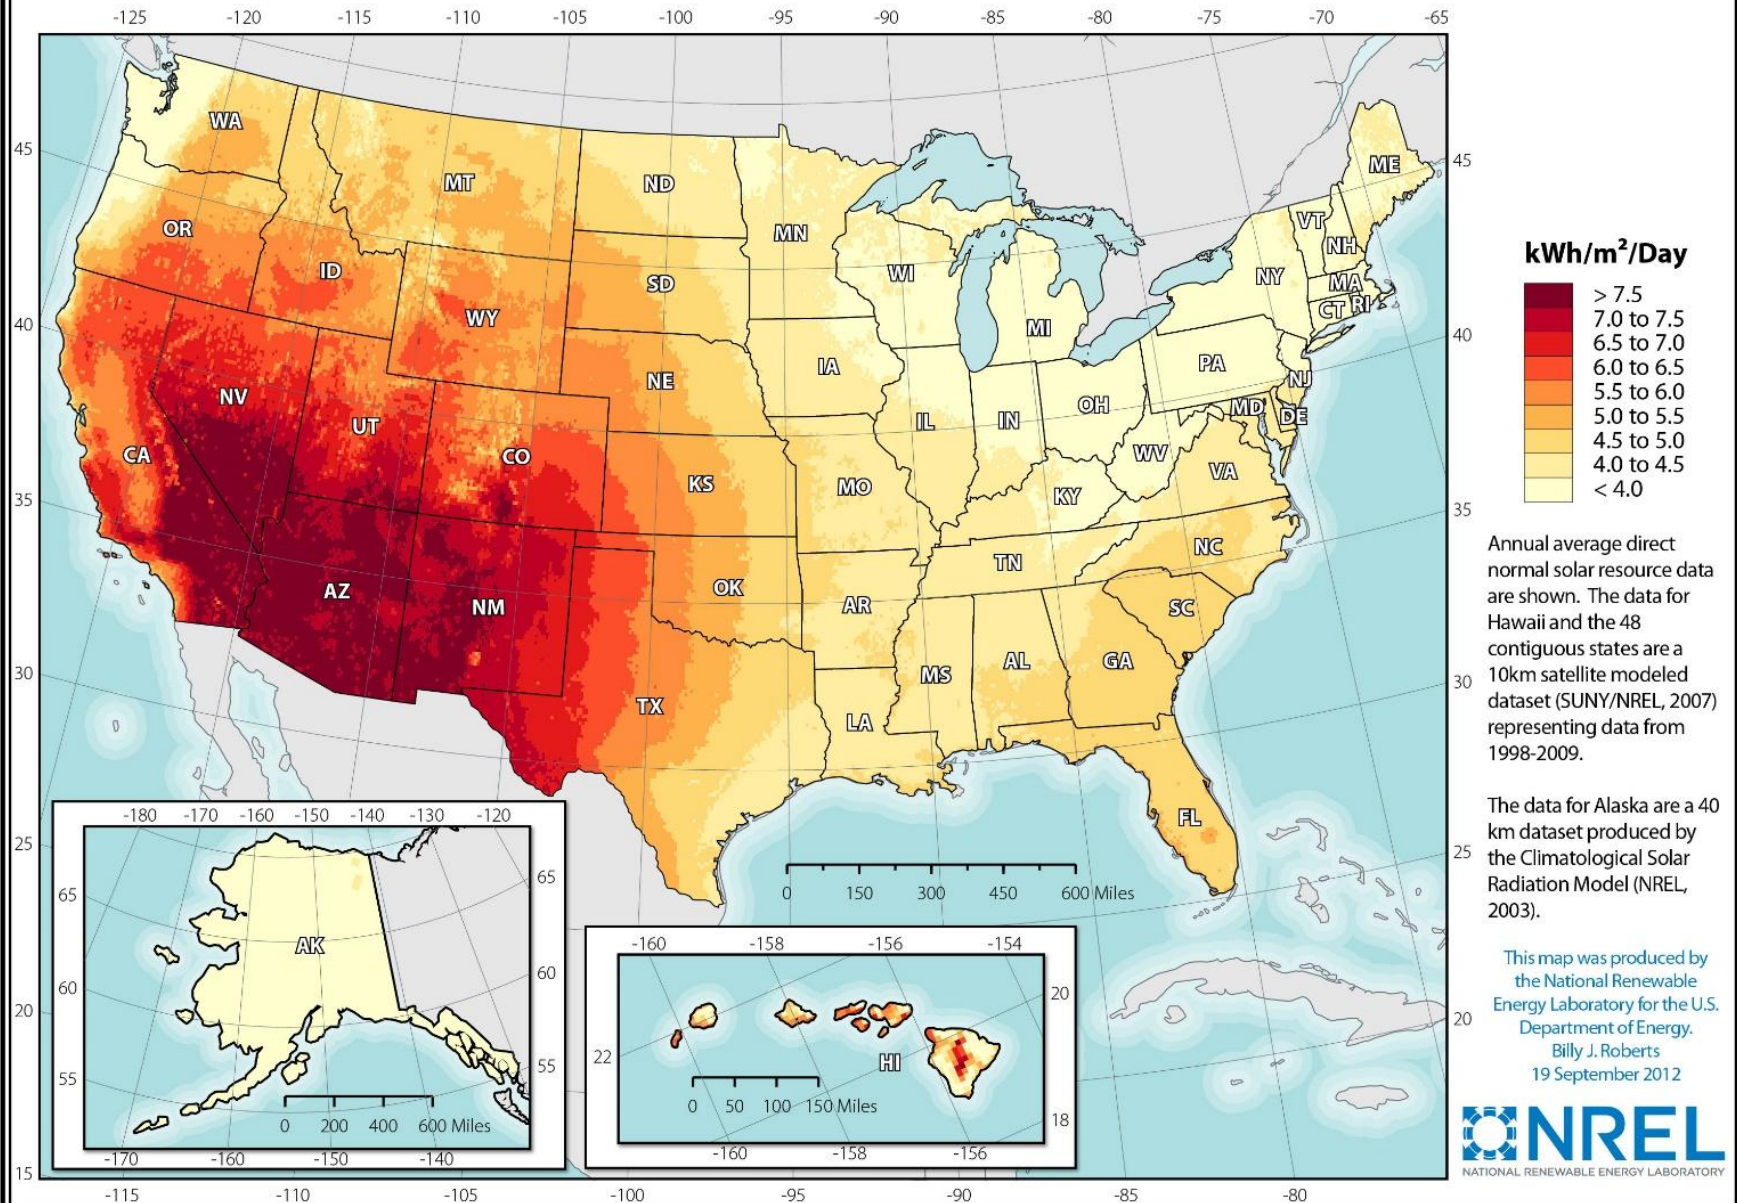 -125 -120 -115 -110 -105 -100 -95 -90 -85 -80 -75 -70 -65
WA
ME
45 45
MT ND
VT
OR MN NH
ID SD WI NY MA
CT RI
WY MI
40 40
IA PA
NV NE NJ
UT IL IN OH MD DE
CA CO WV
KS MO KY VA
35 35
NC
AZ OK TN
NM AR SC
30 MS AL GA 30
TX LA
FL
25 25
20 20
15
-115 -110 -105 -100 -95 -90 -85 -80
0 150 300 450 600 Miles
-180 -170 -160 -150 -140 -130 -120
65 65
AK
60 60
55 55
0 200 400 600 Miles
-170 -160 -150 -140
-160 -158 -156 -154
20
22 HI
0 50 100 150 Miles
18
-160 -158 -156
kWh/m²/Day
> 7.5
7.0 to 7.5
6.5 to 7.0
6.0 to 6.5
5.5 to 6.0
5.0 to 5.5
4.5 to 5.0
4.0 to 4.5
< 4.0
Annual average direct
normal solar resource data
are shown. The data for
Hawaii and the 48
contiguous states are a
10km satellite modeled
dataset (SUNY/NREL, 2007)
representing data from
1998-2009.
The data for Alaska are a 40
km dataset produced by
the Climatological Solar
Radiation Model (NREL,
2003).
This map was produced by
the National Renewable
Energy Laboratory for the U.S.
Department of Energy.
Billy J. Roberts
19 September 2012
NREL
NATIONAL RENEWABLE ENERGY LABORATORY